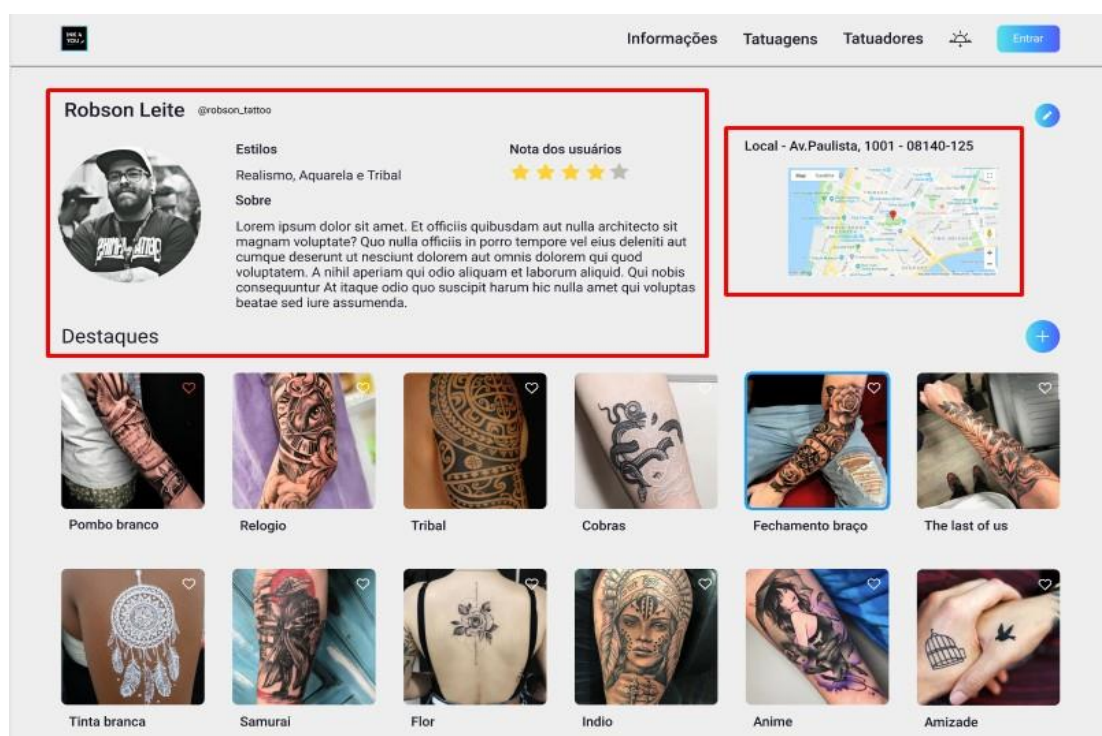 INK 4
YOU
Informações
Tatuagens
Tatuadores
Entrar
Robson Leite
@robson_tattoo
Estilos
Nota dos usuários
Realismo, Aquarela e Tribal
Sobre
Lorem ipsum dolor sit amet. Et officiis quibusdam aut nulla architecto sit
magnam voluptate? Quo nulla officiis in porro tempore vel eius deleniti aut
cumque deserunt ut nesciunt dolorem aut omnis dolorem qui quod
voluptatem. A nihil aperiam qui odio aliquam et laborum aliquid. Qui nobis
consequuntur At itaque odio quo suscipit harum hic nulla amet qui voluptas
beatae sed iure assumenda.
Local - Av.Paulista, 1001 - 08140-125
Map
Destaques
Pombo branco
Relogio
Tribal
Cobras
Fechamento braço
The last of us
Tinta branca
Samurai
Flor
Indio
Anime
Amizade